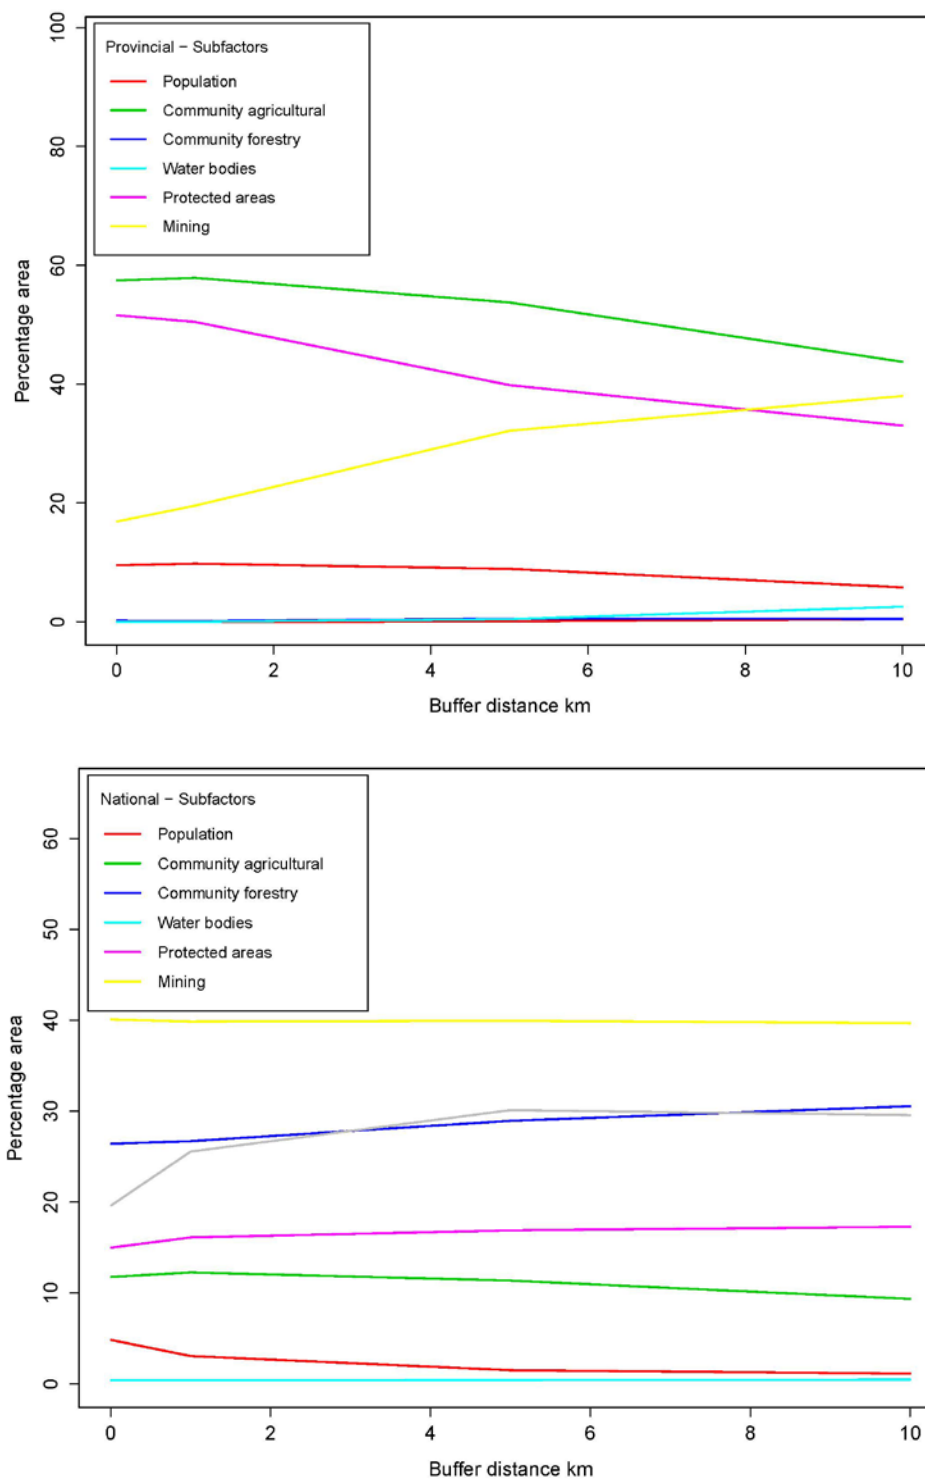 100
80
60
40
20
0
Percentage area
Provincial − Subfactors
Population
Community agricultural
Community forestry
Water bodies
Protected areas
Mining
0 2 4 6 8 10
Buffer distance km
60
50
40
30
20
10
0
Percentage area
National − Subfactors
Population
Community agricultural
Community forestry
Water bodies
Protected areas
Mining
0 2 4 6 8 10
Buffer distance km